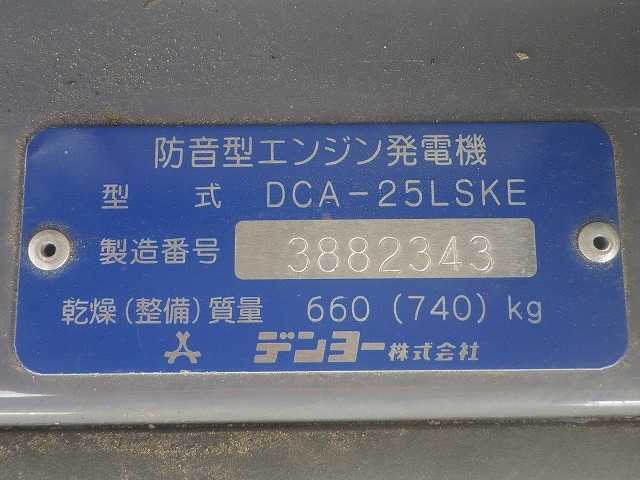 防音型エンジン発電機
型式 DCA-25LSKE
製造番号 3882343
乾燥(整備)質量 660(740)kg
デンヨー株式会社